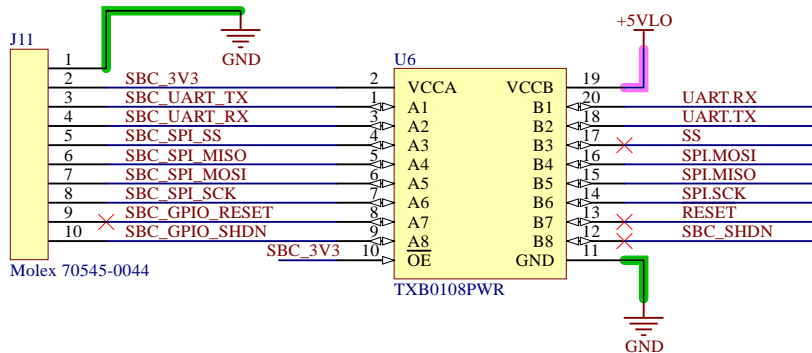 +5VLO
J11
GND
U6
1
2 SBC_3V3 2 VCCA VCCB 19
3 SBC_UART_TX 1 A1 B1 20 UART.RX
4 SBC_UART_RX 3 A2 B2 18 UART.TX
5 SBC_SPI_SS 4 A3 B3 17 SS
6 SBC_SPI_MISO 5 A4 B4 16 SPI.MOSI
7 SBC_SPI_MOSI 6 A5 B5 15 SPI.MISO
8 SBC_SPI_SCK 7 A6 B6 14 SPI.SCK
9 SBC_GPIO_RESET 8 A7 B7 13 RESET
10 SBC_GPIO_SHDN 9 A8 B8 12 SBC_SHDN
SBC_3V3 10 OE GND 11
Molex 70545-0044
TXB0108PWR
GND